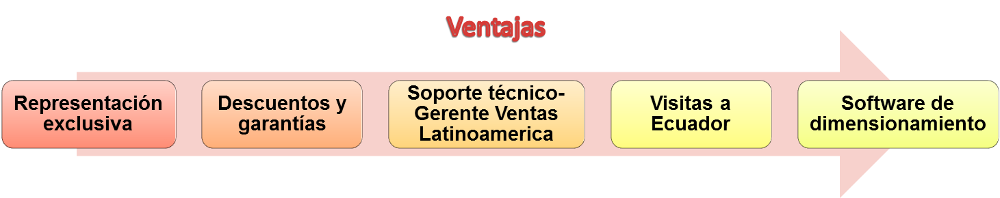 Ventajas
Representación
exclusiva
Descuentos y
garantías
Soporte técnico-
Gerente Ventas
Latinoamerica
Visitas a
Ecuador
Software de
dimensionamiento